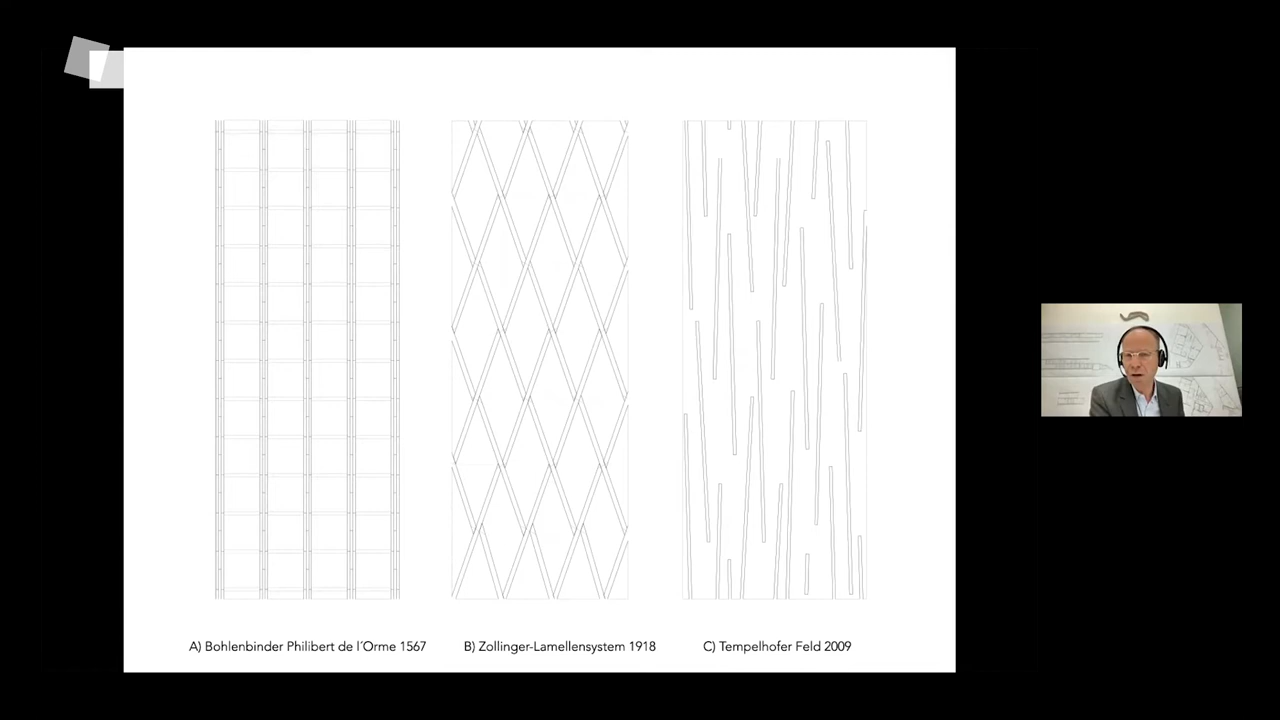 A) Bohlenbinder Philibert de l´Orme 1567
B) Zollinger-Lamellensystem 1918
C) Tempelhofer Feld 2009